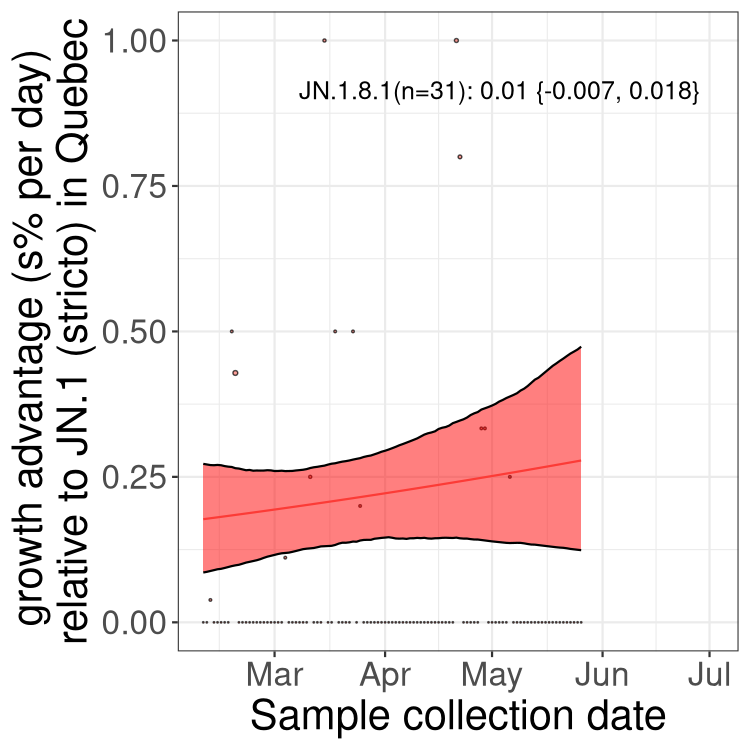 growth advantage (s% per day)
relative to JN.1 (stricto) in Quebec
1.00
0.75
0.50
0.25
0.00
JN.1.8.1(n=31): 0.01 {-0.007, 0.018}
Mar
Apr
May
Jun
Jul
Sample collection date